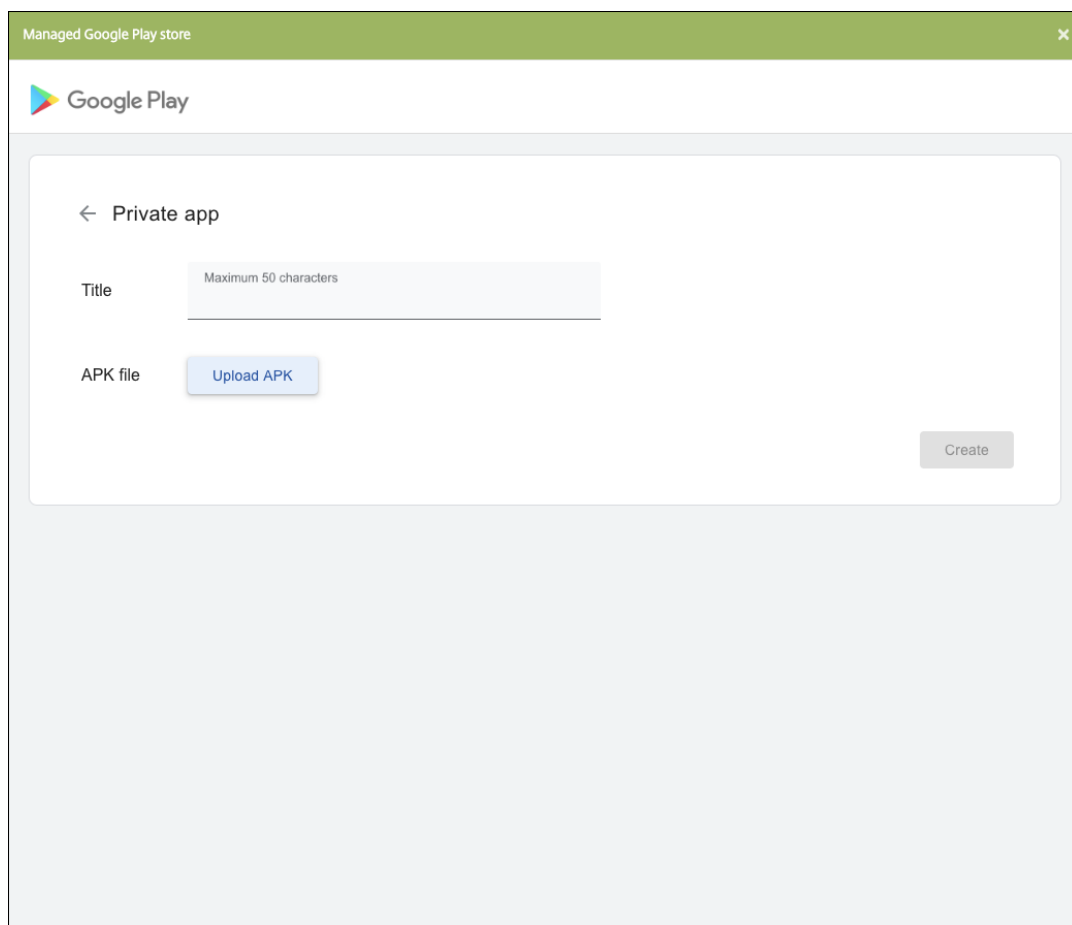 Managed Google Play store
×
Google Play
← Private app
Title
Maximum 50 characters
APK file
Upload APK
Create